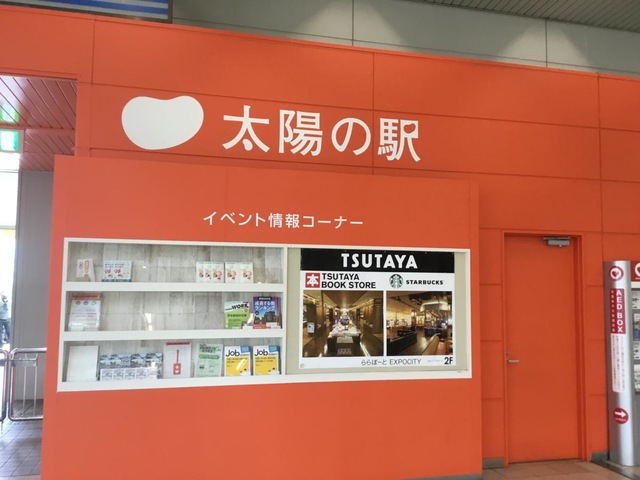 太陽の駅
イベント情報コーナー
TSUTAYA
本
TSUTAYA
BOOK STORE
STARBUCKS
ららぽーと EXPOCITY
2F
Job
Job
AED BOX